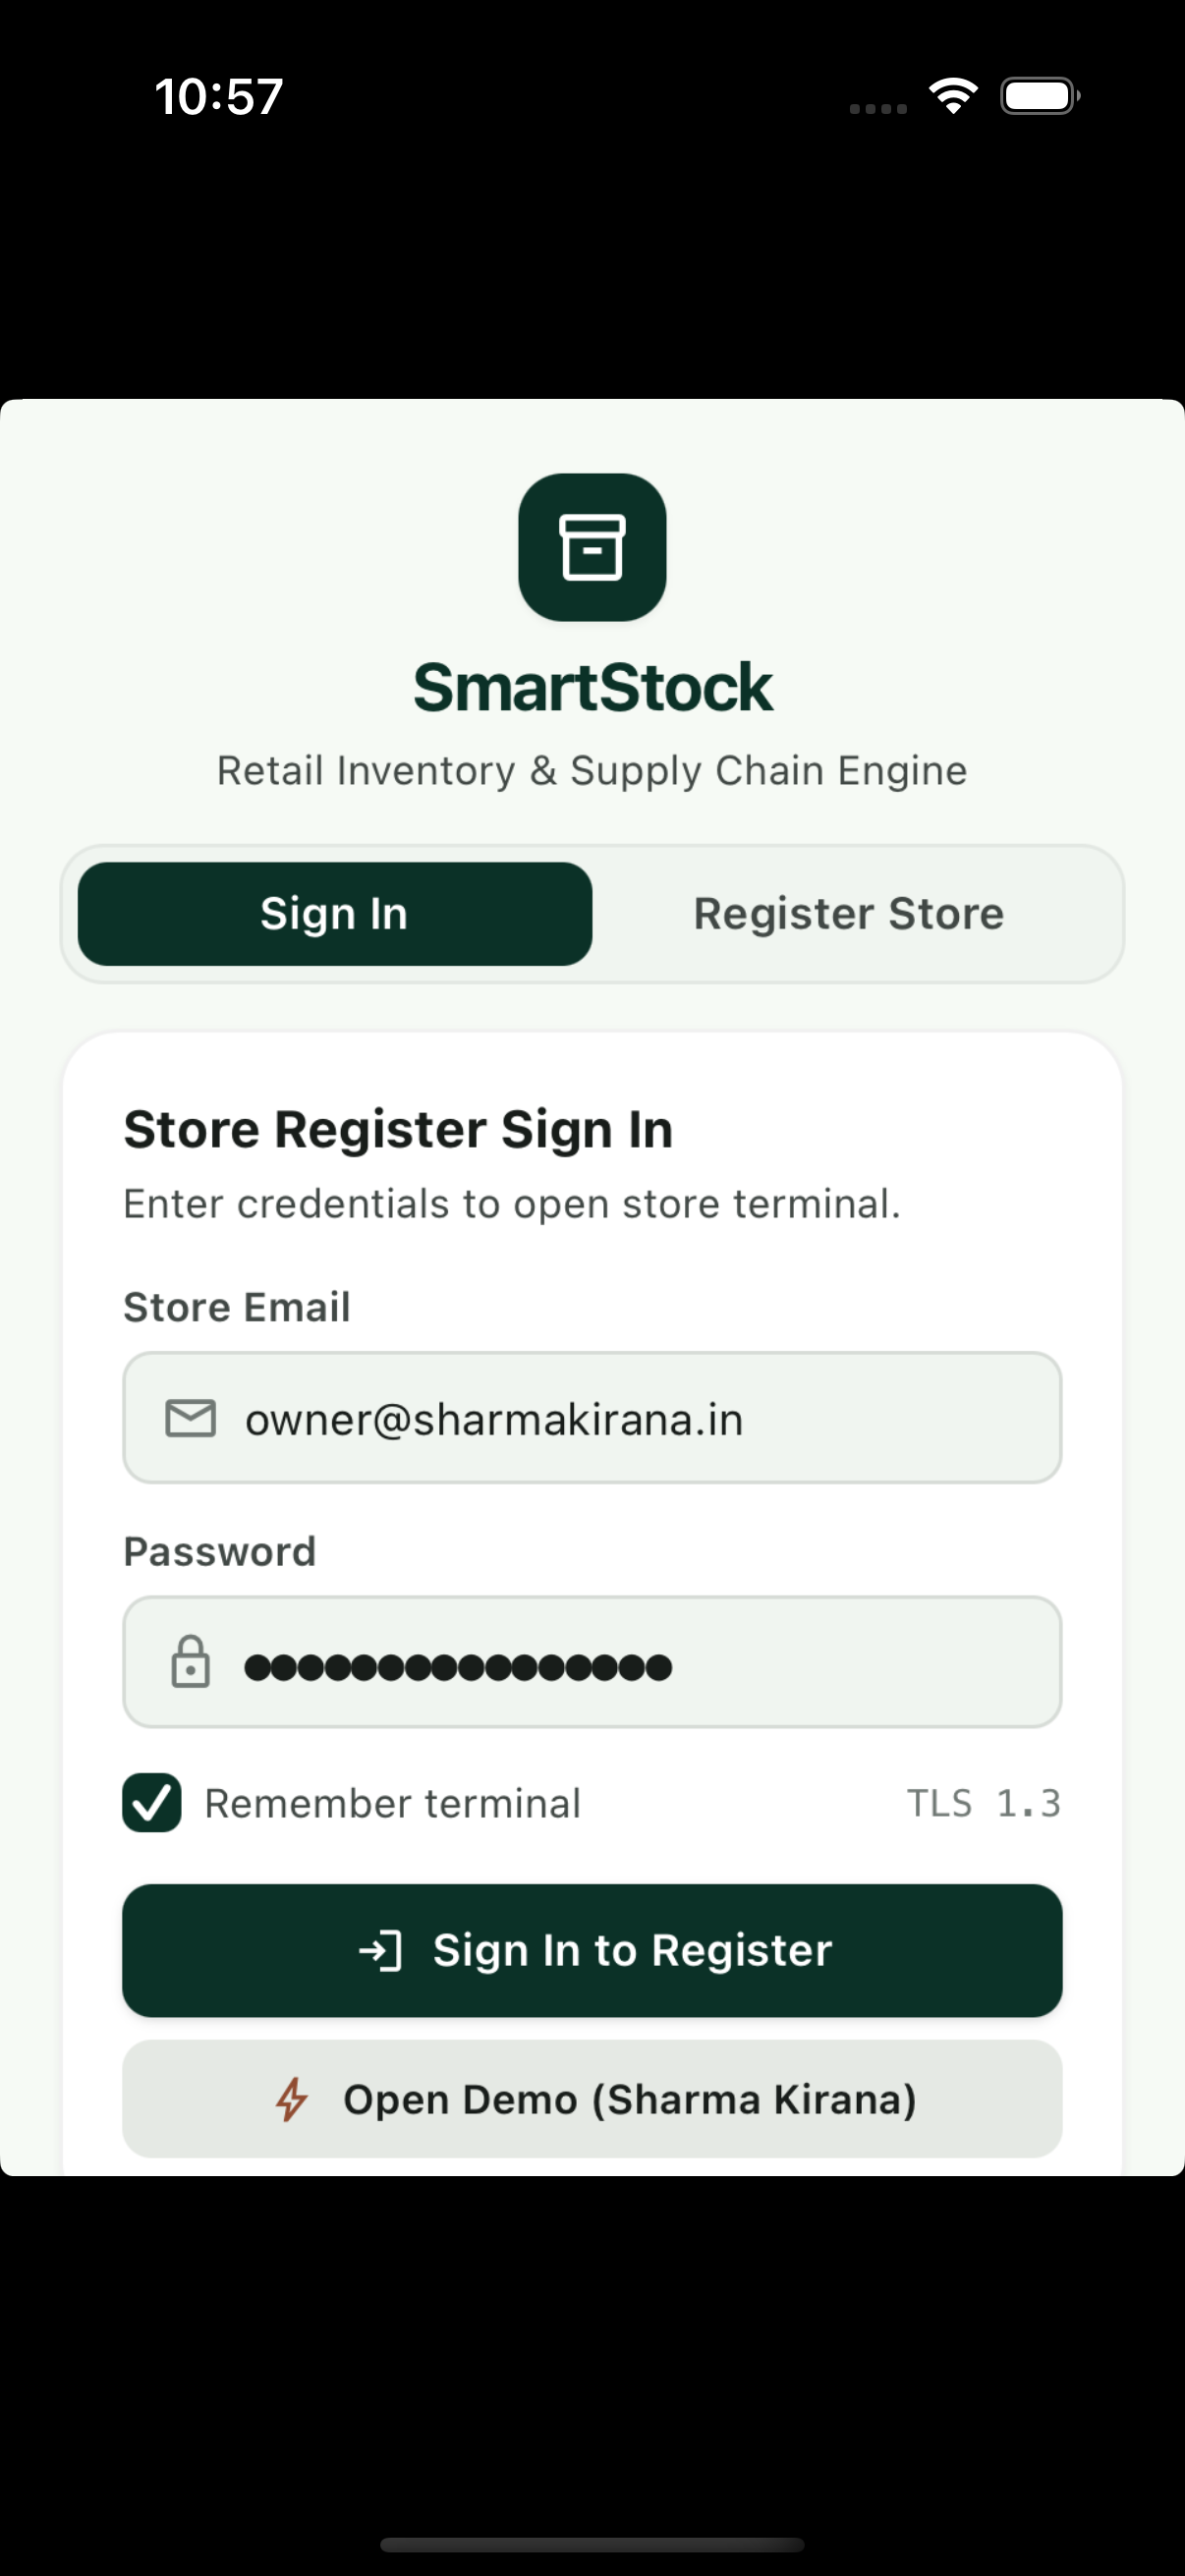 10:57
SmartStock
Retail Inventory & Supply Chain Engine
Sign In
Register Store
Store Register Sign In
Enter credentials to open store terminal.
Store Email
owner@sharmakirana.in
Password
●●●●●●●●●●●●●●●●
Remember terminal
TLS 1.3
Sign In to Register
Open Demo (Sharma Kirana)